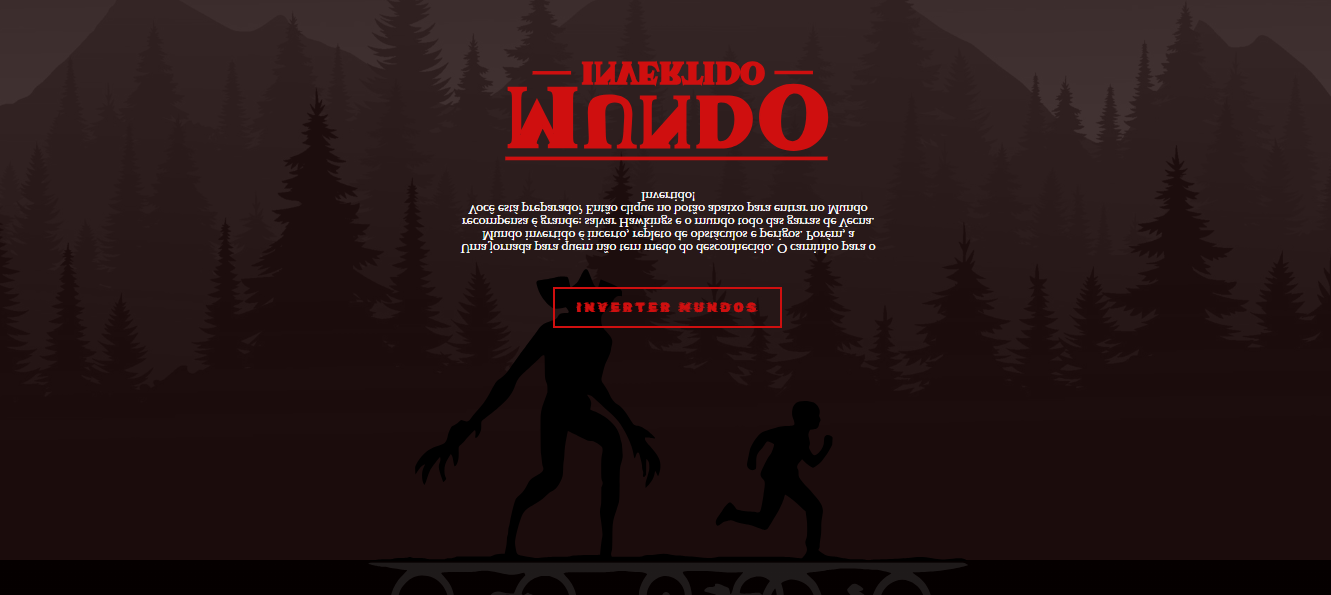 MUNDO
INVERTIDO
Uma jornada para quem não tem medo do desconhecido. O caminho para o
Mundo invertido é incerto, repleto de obstáculos e perigos. Porém, a
recompensa é grande: salvar Hawkings e o mundo todo das garras de Vecna.
Você está preparado? Então clique no botão abaixo para entrar no Mundo
Invertido!
INVERTER MUNDOS